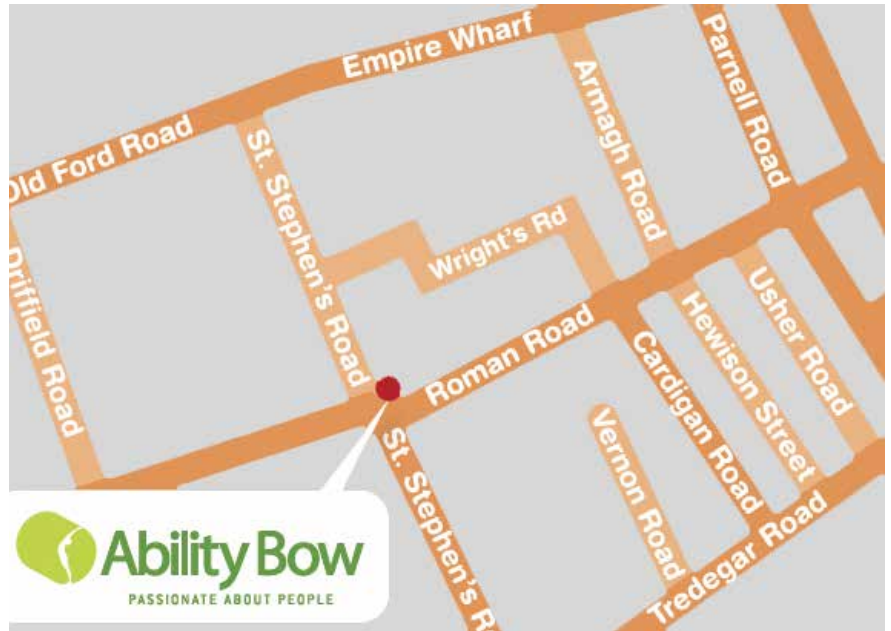 Empire Wharf
Old Ford Road
Parnell Road
Armagh Road
St. Stephen's Road
Wright's Rd
Driffield Road
Roman Road
Usher Road
Hewison Street
Cardigan Road
Vernon Road
St. Stephen's R
Tredegar Road
Ability Bow
PASSIONATE ABOUT PEOPLE